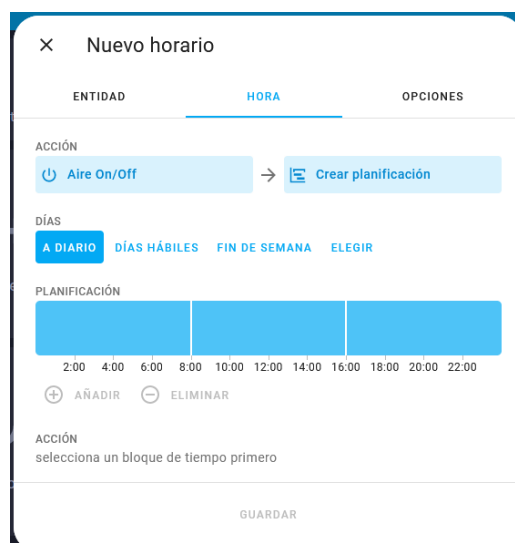 Nuevo horario
ENTIDAD HORA OPCIONES
ACCIÓN
Aire On/Off → Crear planificación
DÍAS
A DIARIO DÍAS HÁBILES FIN DE SEMANA ELEGIR
PLANIFICACIÓN
2:00 4:00 6:00 8:00 10:00 12:00 14:00 16:00 18:00 20:00 22:00
AÑADIR ELIMINAR
ACCIÓN
selecciona un bloque de tiempo primero
GUARDAR